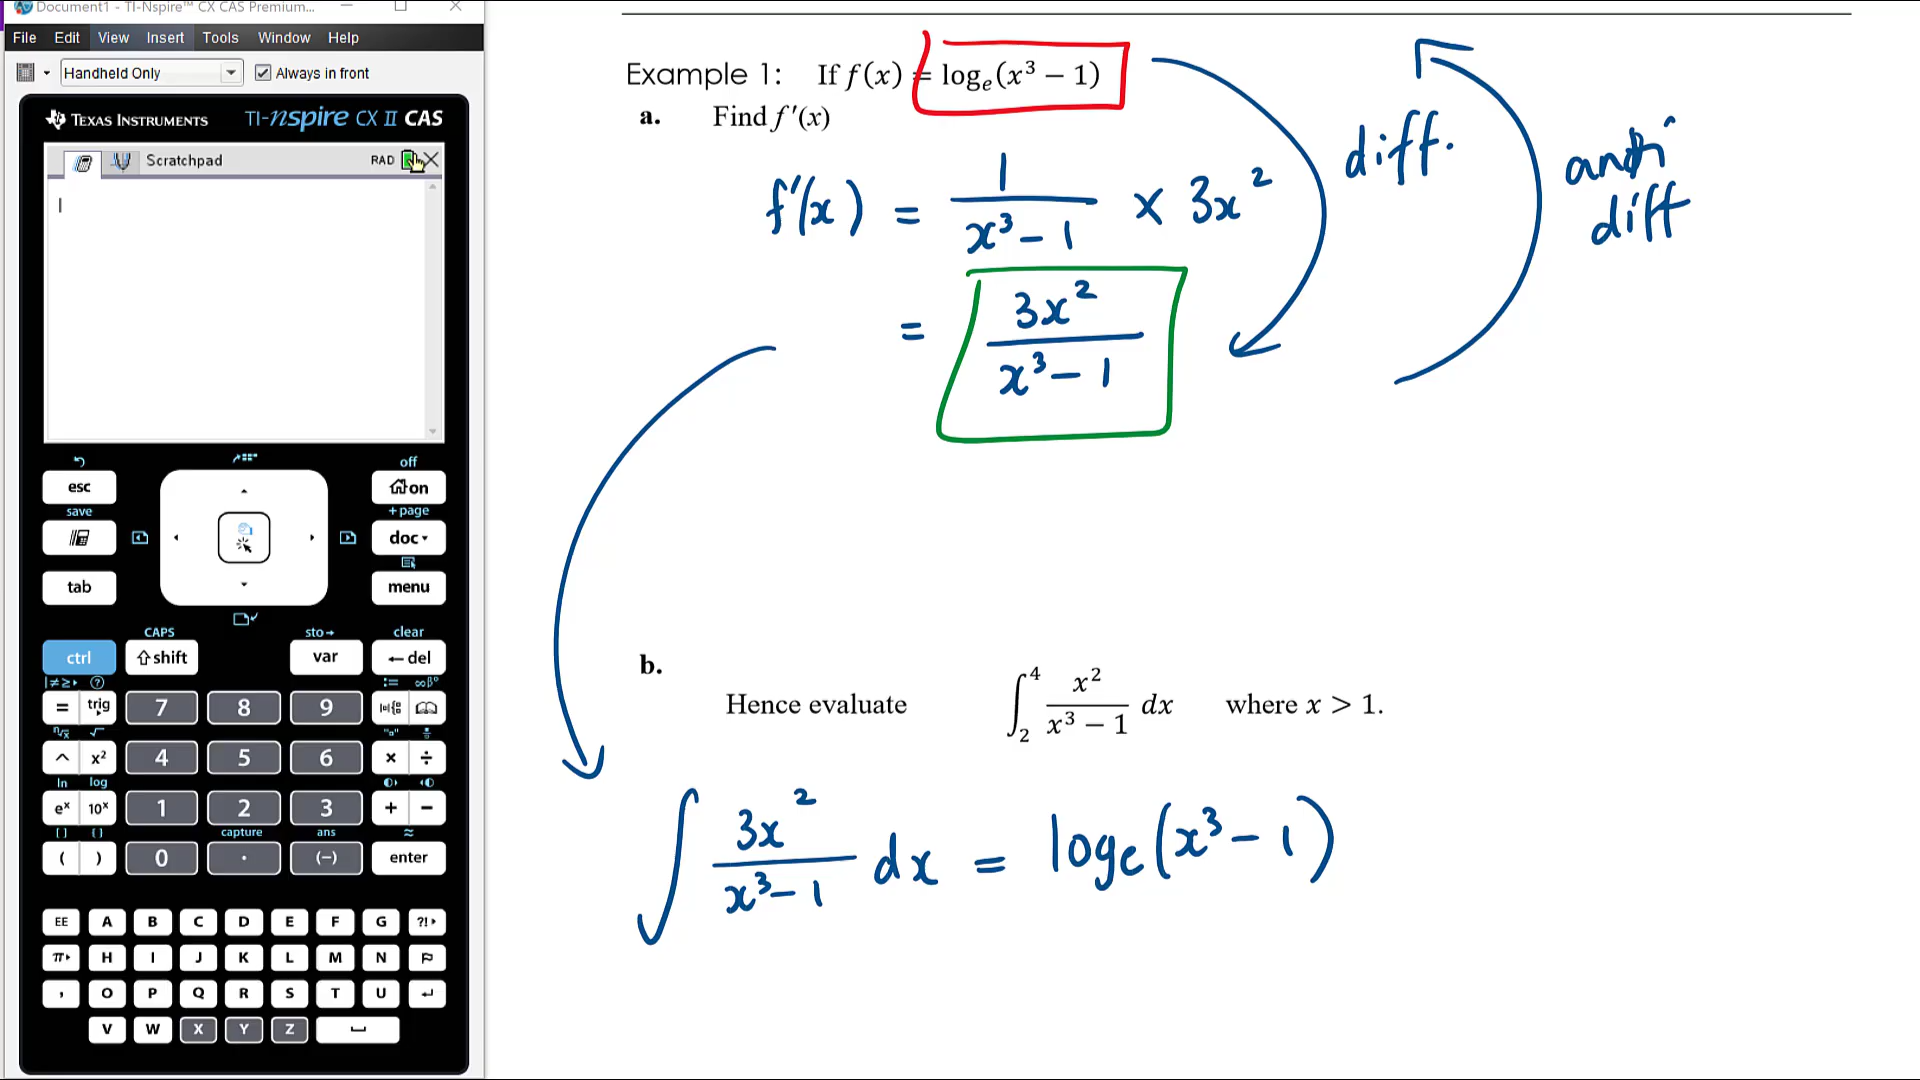 Document1 - TI-Nspire™ CX CAS Premium...
File Edit View Insert Tools Window Help
Handheld Only Always in front
TEXAS INSTRUMENTS TI-nspire CX II CAS
Scratchpad RAD
off
esc on
save + page
doc
tab menu
CAPS sto→ clear
ctrl ⇧shift var ←del
|≠≥▸ ? := ∞β°
= trig 7 8 9
ⁿ√x √ "▫" 
^ x² 4 5 6 × ÷
ln log
eˣ 10ˣ 1 2 3 + −
[ ] { } capture ans ≈
( ) 0 . (−) enter
EE A B C D E F G ?!▸
π▸ H I J K L M N
, O P Q R S T U ↵
V W X Y Z
Example 1: If f(x) = logₑ(x³ − 1)
a. Find f′(x)
f'(x) = 1/(x³ − 1) × 3x²
= 3x²/(x³ − 1)
diff.
anti
diff
b.
Hence evaluate ∫₂⁴ x²/(x³ − 1) dx where x > 1.
∫ 3x²/(x³ − 1) dx = logₑ(x³ − 1)